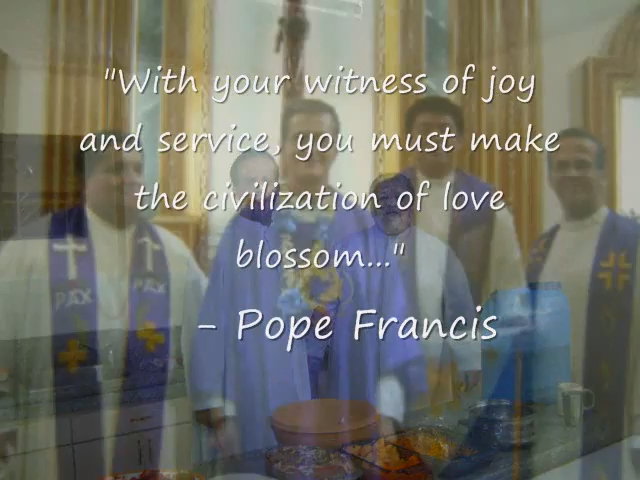 "With your witness of joy
and service, you must make
the civilization of love
blossom..."
- Pope Francis
PAX
PAX